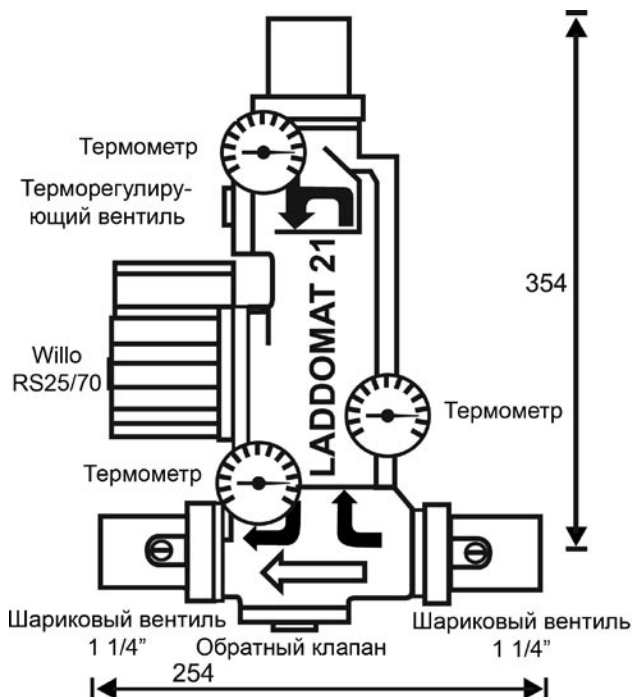 Термометр
Терморегулиру-
ющий вентиль
LADDOMAT 21
354
Willo
RS25/70
Термометр
Термометр
Шариковый вентиль
1 1/4”
Обратный клапан
Шариковый вентиль
1 1/4”
254